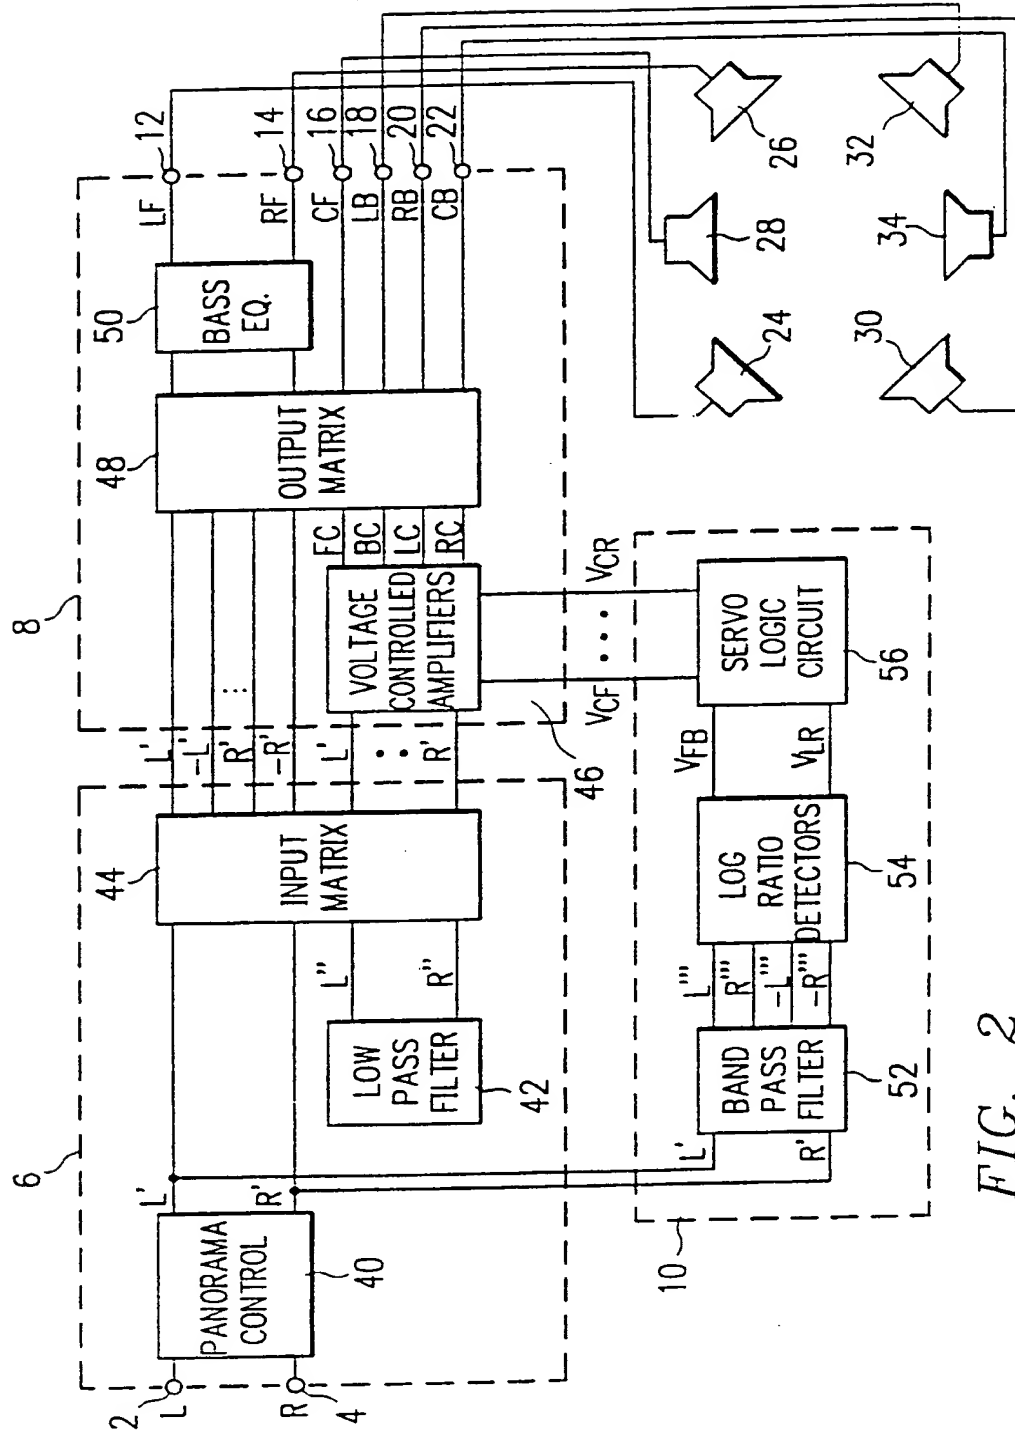 6
8
2
L
R
4
PANORAMA
CONTROL
40
L'
R'
LOW
PASS
FILTER
42
L''
R''
44
INPUT
MATRIX
L'
-L'
R'
-R'
L'
R'
46
VOLTAGE
CONTROLLED
AMPLIFIERS
FC
BC
LC
RC
48
OUTPUT
MATRIX
50
BASS
EQ.
LF
RF
CF
LB
RB
CB
12
14
16
18
20
22
10
L'
R'
BAND
PASS
FILTER
52
L'''
R'''
-L'''
-R'''
LOG
RATIO
DETECTORS
54
VFB
VLR
SERVO
LOGIC
CIRCUIT
56
VCF
VCR
24
28
26
30
34
32
FIG. 2